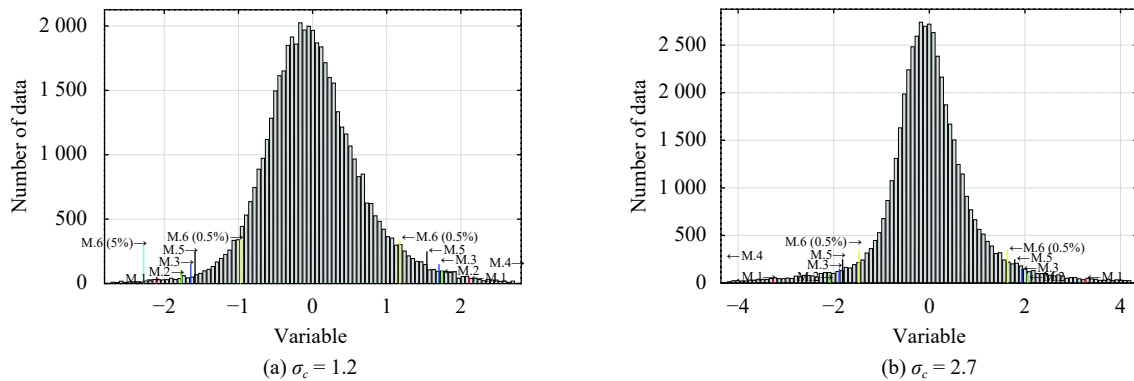 2 000
1 500
1 000
500
0
Number of data
M.6 (5%)
M.6 (0.5%)
M.5
M.3
M.2
M.1
←M.6 (0.5%)
←M.5
←M.3
M.4
M.2
M.1
−2
−1
0
1
2
Variable
(a) σc = 1.2
2 500
2 000
1 500
1 000
500
0
Number of data
←M.4
M.6 (0.5%)
M.5
M.3
M.1
←M.6 (0.5%)
←M.5
←M.3
←M.1
−4
−2
0
2
4
Variable
(b) σc = 2.7